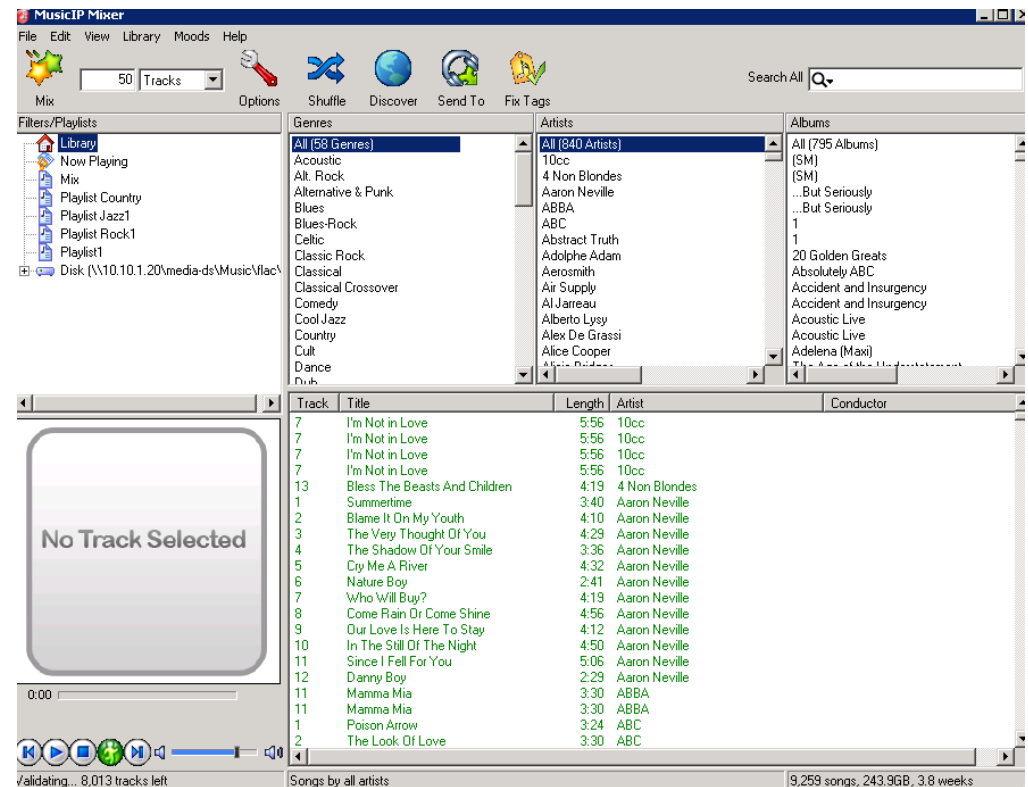 MusicIP Mixer
File Edit View Library Moods Help
50 Tracks
Search All
Mix Options Shuffle Discover Send To Fix Tags
Filters/Playlists
Library
Now Playing
Mix
Playlist Country
Playlist Jazz1
Playlist Rock1
Playlist1
Disk (\\10.10.1.20\media-ds\Music\flac\
Genres
All (58 Genres)
Acoustic
Alt. Rock
Alternative & Punk
Blues
Blues-Rock
Celtic
Classic Rock
Classical
Classical Crossover
Comedy
Cool Jazz
Country
Cult
Dance
Dub
Artists
All (840 Artists)
10cc
4 Non Blondes
Aaron Neville
ABBA
ABC
Abstract Truth
Adolphe Adam
Aerosmith
Air Supply
Al Jarreau
Alberto Lysy
Alex De Grassi
Alice Cooper
Alicia Bridges
Albums
All (795 Albums)
(SM)
(SM)
...But Seriously
...But Seriously
1
1
20 Golden Greats
Absolutely ABC
Accident and Insurgency
Accident and Insurgency
Acoustic Live
Acoustic Live
Adelena (Maxi)
The Age of the Understatement
Track Title Length Artist Conductor
7 I'm Not in Love 5:56 10cc
7 I'm Not in Love 5:56 10cc
7 I'm Not in Love 5:56 10cc
7 I'm Not in Love 5:56 10cc
13 Bless The Beasts And Children 4:19 4 Non Blondes
1 Summertime 3:40 Aaron Neville
2 Blame It On My Youth 4:10 Aaron Neville
3 The Very Thought Of You 4:29 Aaron Neville
4 The Shadow Of Your Smile 3:36 Aaron Neville
5 Cry Me A River 4:32 Aaron Neville
6 Nature Boy 2:41 Aaron Neville
7 Who Will Buy? 4:19 Aaron Neville
8 Come Rain Or Come Shine 4:56 Aaron Neville
9 Our Love Is Here To Stay 4:12 Aaron Neville
10 In The Still Of The Night 4:50 Aaron Neville
11 Since I Fell For You 5:06 Aaron Neville
12 Danny Boy 2:29 Aaron Neville
11 Mamma Mia 3:30 ABBA
11 Mamma Mia 3:30 ABBA
1 Poison Arrow 3:24 ABC
2 The Look Of Love 3:30 ABC
No Track Selected
0:00
Validating... 8,013 tracks left
Songs by all artists
9,259 songs, 243.9GB, 3.8 weeks